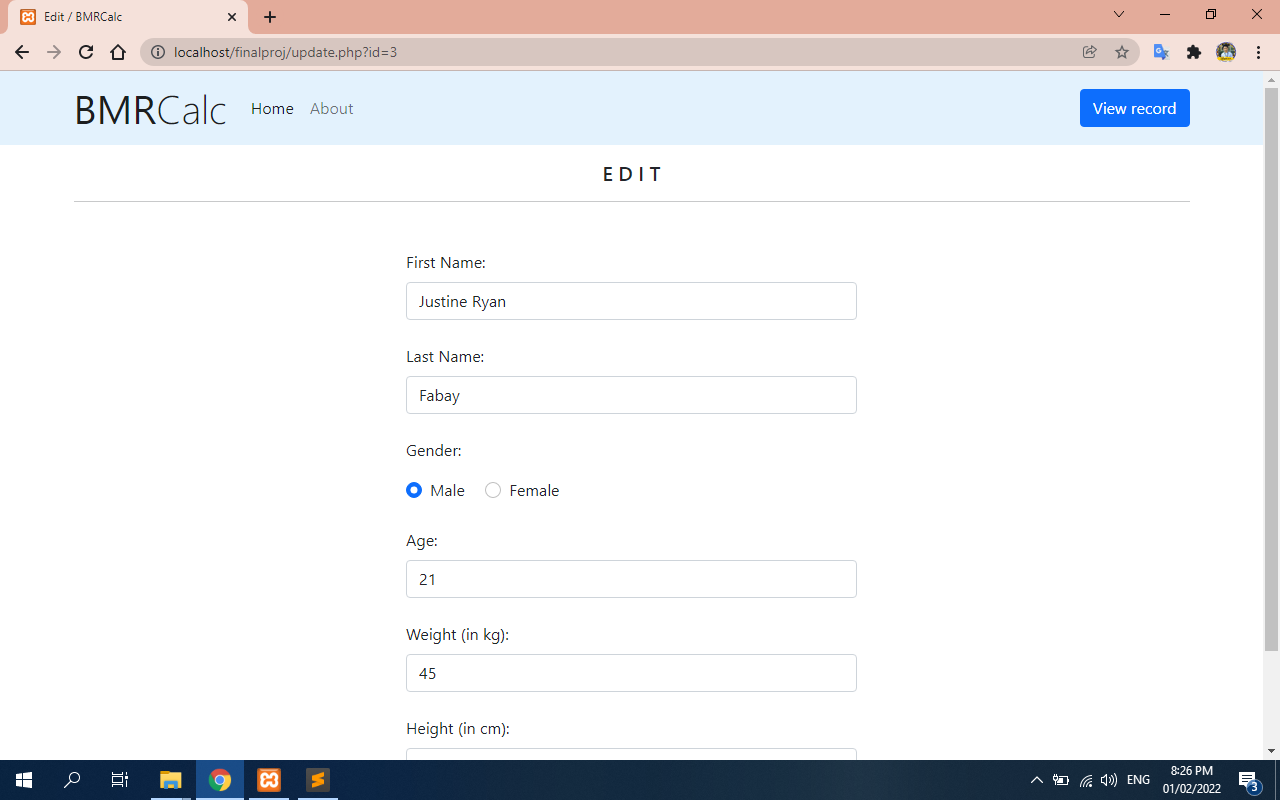 Edit / BMRCalc
localhost/finalproj/update.php?id=3
BMRCalc Home About View record
EDIT
First Name:
Justine Ryan
Last Name:
Fabay
Gender:
Male Female
Age:
21
Weight (in kg):
45
Height (in cm):
ENG 8:26 PM
01/02/2022 3